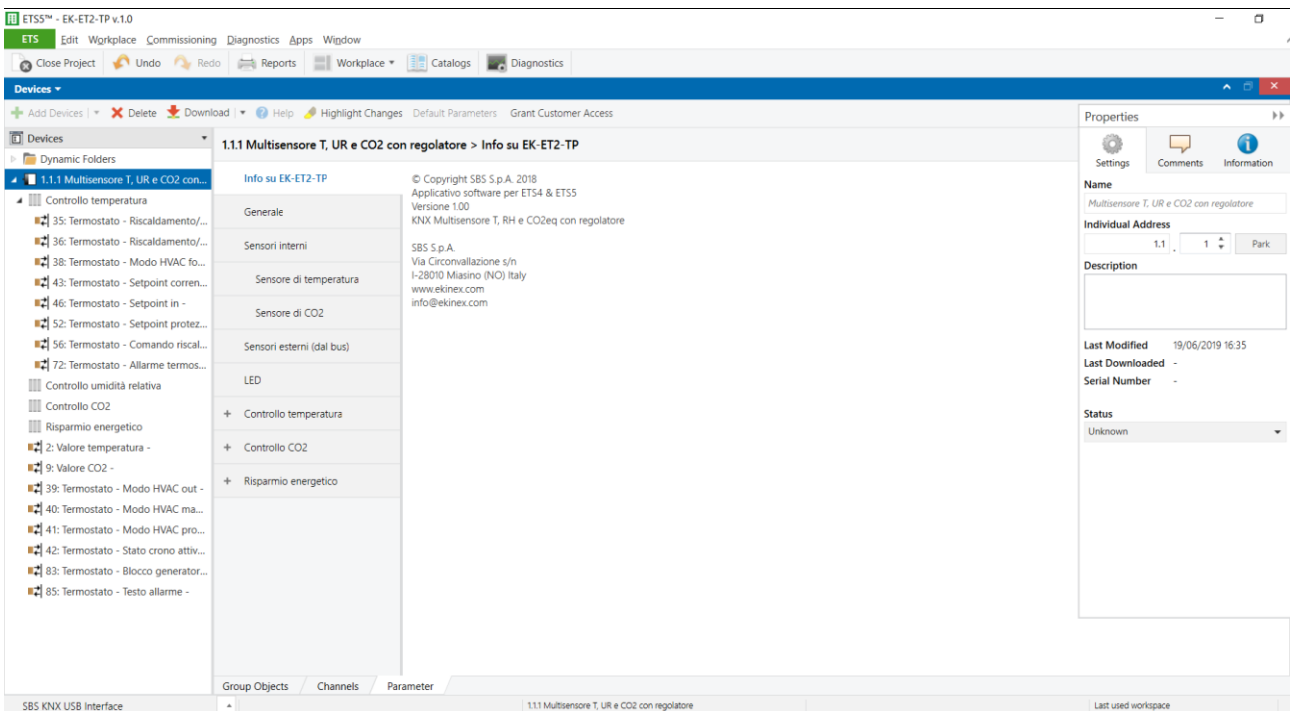 ETS5™ - EK-ET2-TP v.1.0
ETS Edit Workplace Commissioning Diagnostics Apps Window
Close Project Undo Redo Reports Workplace Catalogs Diagnostics
Devices
Add Devices Delete Download Help Highlight Changes Default Parameters Grant Customer Access
Devices
Dynamic Folders
1.1.1 Multisensore T, UR e CO2 con...
Controllo temperatura
35: Termostato - Riscaldamento/...
36: Termostato - Riscaldamento/...
38: Termostato - Modo HVAC fo...
43: Termostato - Setpoint corren...
46: Termostato - Setpoint in -
52: Termostato - Setpoint protez...
56: Termostato - Comando riscal...
72: Termostato - Allarme termos...
Controllo umidità relativa
Controllo CO2
Risparmio energetico
2: Valore temperatura -
9: Valore CO2 -
39: Termostato - Modo HVAC out -
40: Termostato - Modo HVAC ma...
41: Termostato - Modo HVAC pro...
42: Termostato - Stato crono attiv...
83: Termostato - Blocco generator...
85: Termostato - Testo allarme -
1.1.1 Multisensore T, UR e CO2 con regolatore > Info su EK-ET2-TP
Info su EK-ET2-TP
Generale
Sensori interni
Sensore di temperatura
Sensore di CO2
Sensori esterni (dal bus)
LED
+ Controllo temperatura
+ Controllo CO2
+ Risparmio energetico
© Copyright SBS S.p.A. 2018
Applicativo software per ETS4 & ETS5
Versione 1.00
KNX Multisensore T, RH e CO2eq con regolatore
SBS S.p.A.
Via Circonvallazione s/n
I-28010 Miasino (NO) Italy
www.ekinex.com
info@ekinex.com
Group Objects Channels Parameter
Properties
Settings Comments Information
Name
Multisensore T, UR e CO2 con regolatore
Individual Address
1.1 . 1 Park
Description
Last Modified 19/06/2019 16:35
Last Downloaded -
Serial Number -
Status
Unknown
SBS KNX USB Interface 1.1.1 Multisensore T, UR e CO2 con regolatore Last used workspace